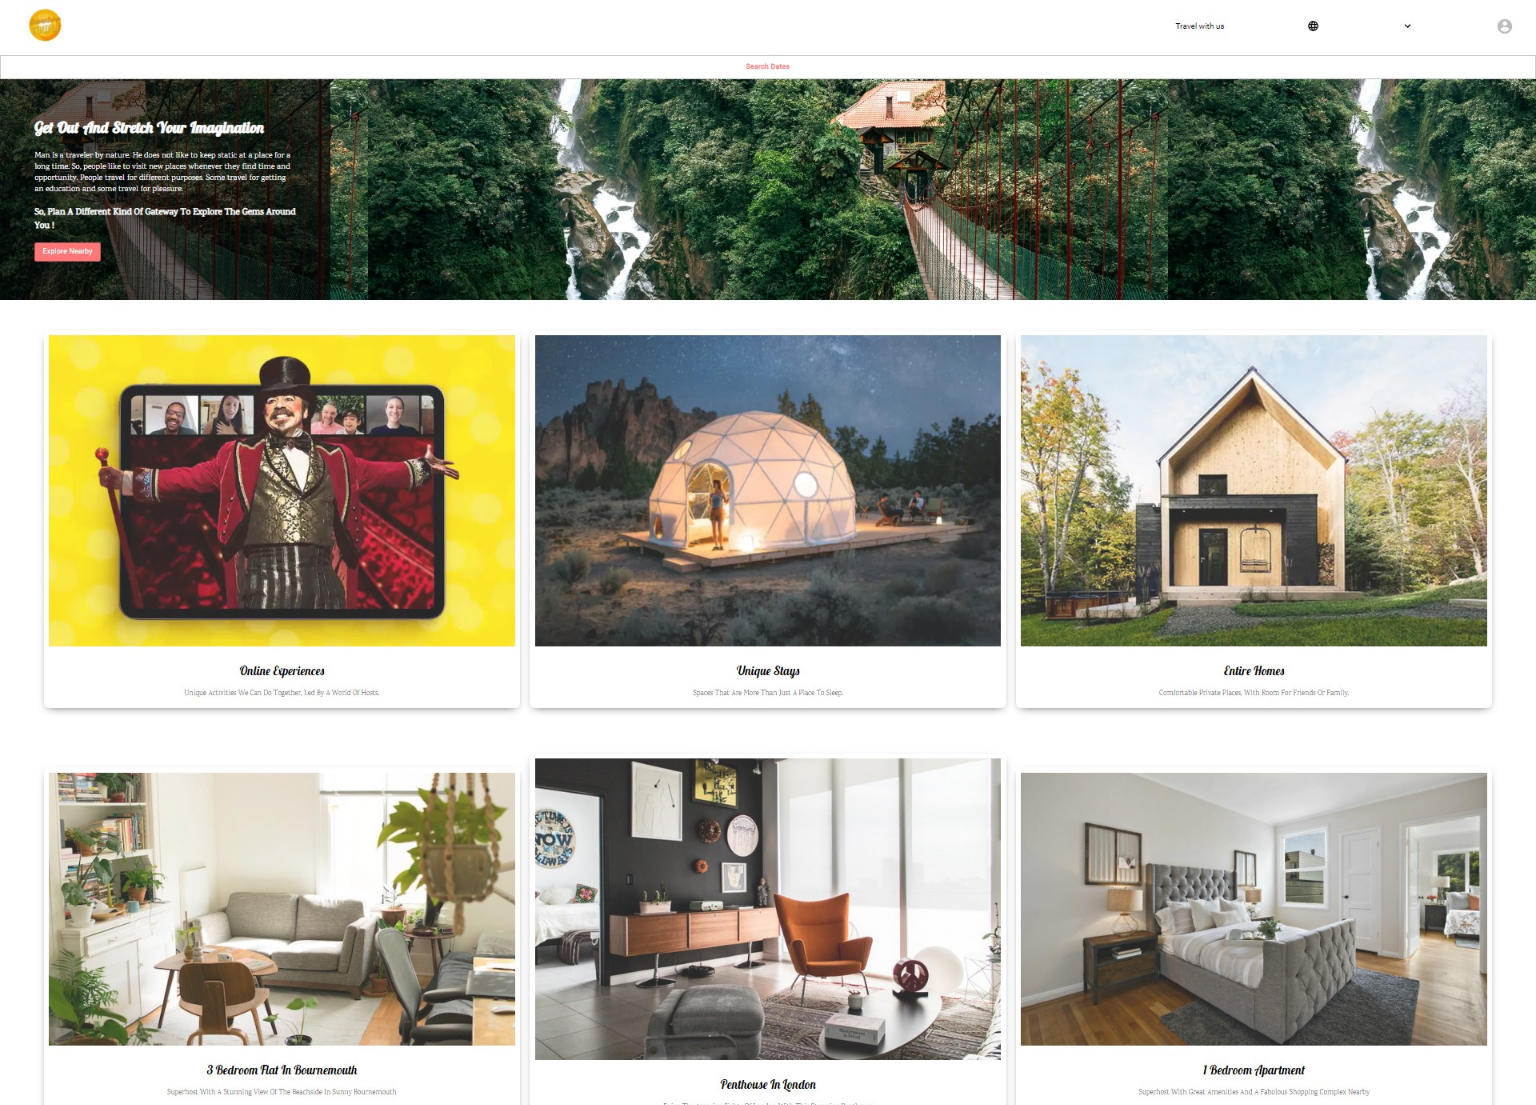 Travel with us
Search Dates
Get Out And Stretch Your Imagination
Man is a traveler by nature. He does not like to keep static at a place for a
long time. So, people like to visit new places whenever they find time and
opportunity. People travel for different purposes. Some travel for getting
an education and some travel for pleasure.
So, Plan A Different Kind Of Gateway To Explore The Gems Around
You !
Explore Nearby
Online Experiences
Unique Activities We Can Do Together, Led By A World Of Hosts.
Unique Stays
Spaces That Are More Than Just A Place To Sleep.
Entire Homes
Comfortable Private Places, With Room For Friends Or Family.
NOW
3 Bedroom Flat In Bournemouth
Superhost With A Stunning View Of The Beachside In Sunny Bournemouth
Penthouse In London
1 Bedroom Apartment
Superhost With Great Amenities And A Fabulous Shopping Complex Nearby